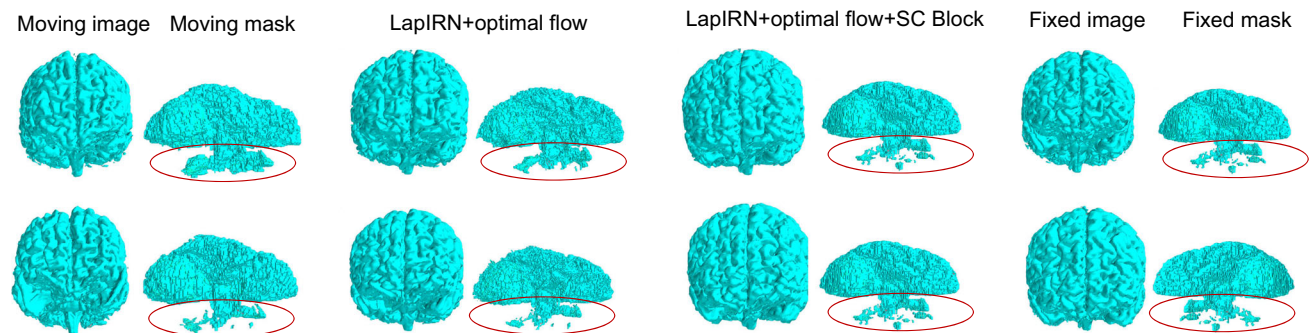 Moving image
Moving mask
LapIRN+optimal flow
LapIRN+optimal flow+SC Block
Fixed image
Fixed mask